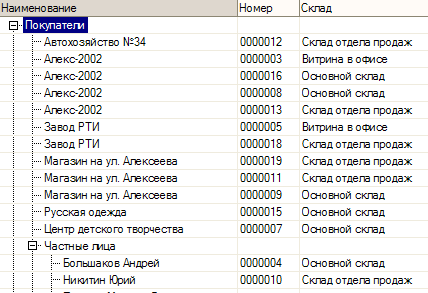 Наименование Номер Склад
Покупатели
Автохозяйство №34 0000012 Склад отдела продаж
Алекс-2002 0000003 Витрина в офисе
Алекс-2002 0000016 Основной склад
Алекс-2002 0000008 Основной склад
Алекс-2002 0000013 Склад отдела продаж
Завод РТИ 0000005 Витрина в офисе
Завод РТИ 0000018 Склад отдела продаж
Магазин на ул. Алексеева 0000019 Склад отдела продаж
Магазин на ул. Алексеева 0000011 Склад отдела продаж
Магазин на ул. Алексеева 0000009 Основной склад
Русская одежда 0000015 Основной склад
Центр детского творчества 0000007 Основной склад
Частные лица
Большаков Андрей 0000004 Основной склад
Никитин Юрий 0000010 Склад отдела продаж